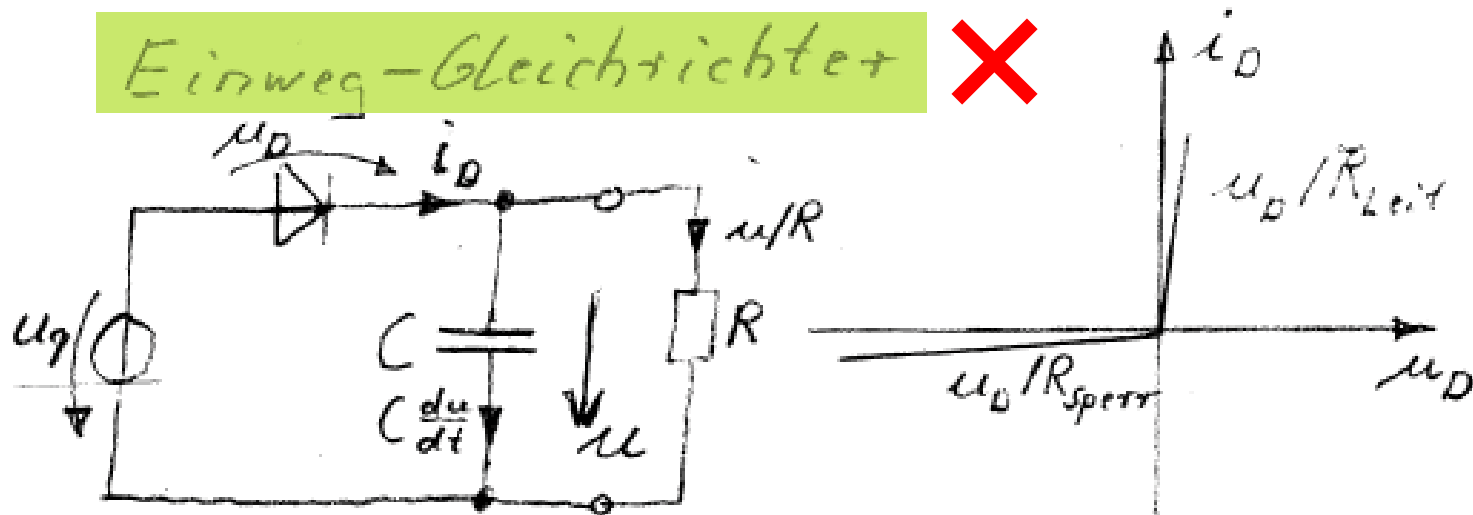 Einweg-Gleichrichter
u_D
i_D
u/R
u_q
C
C du/dt
u
R
i_D
u_D/R_Leit
u_D/R_Sperr
u_D